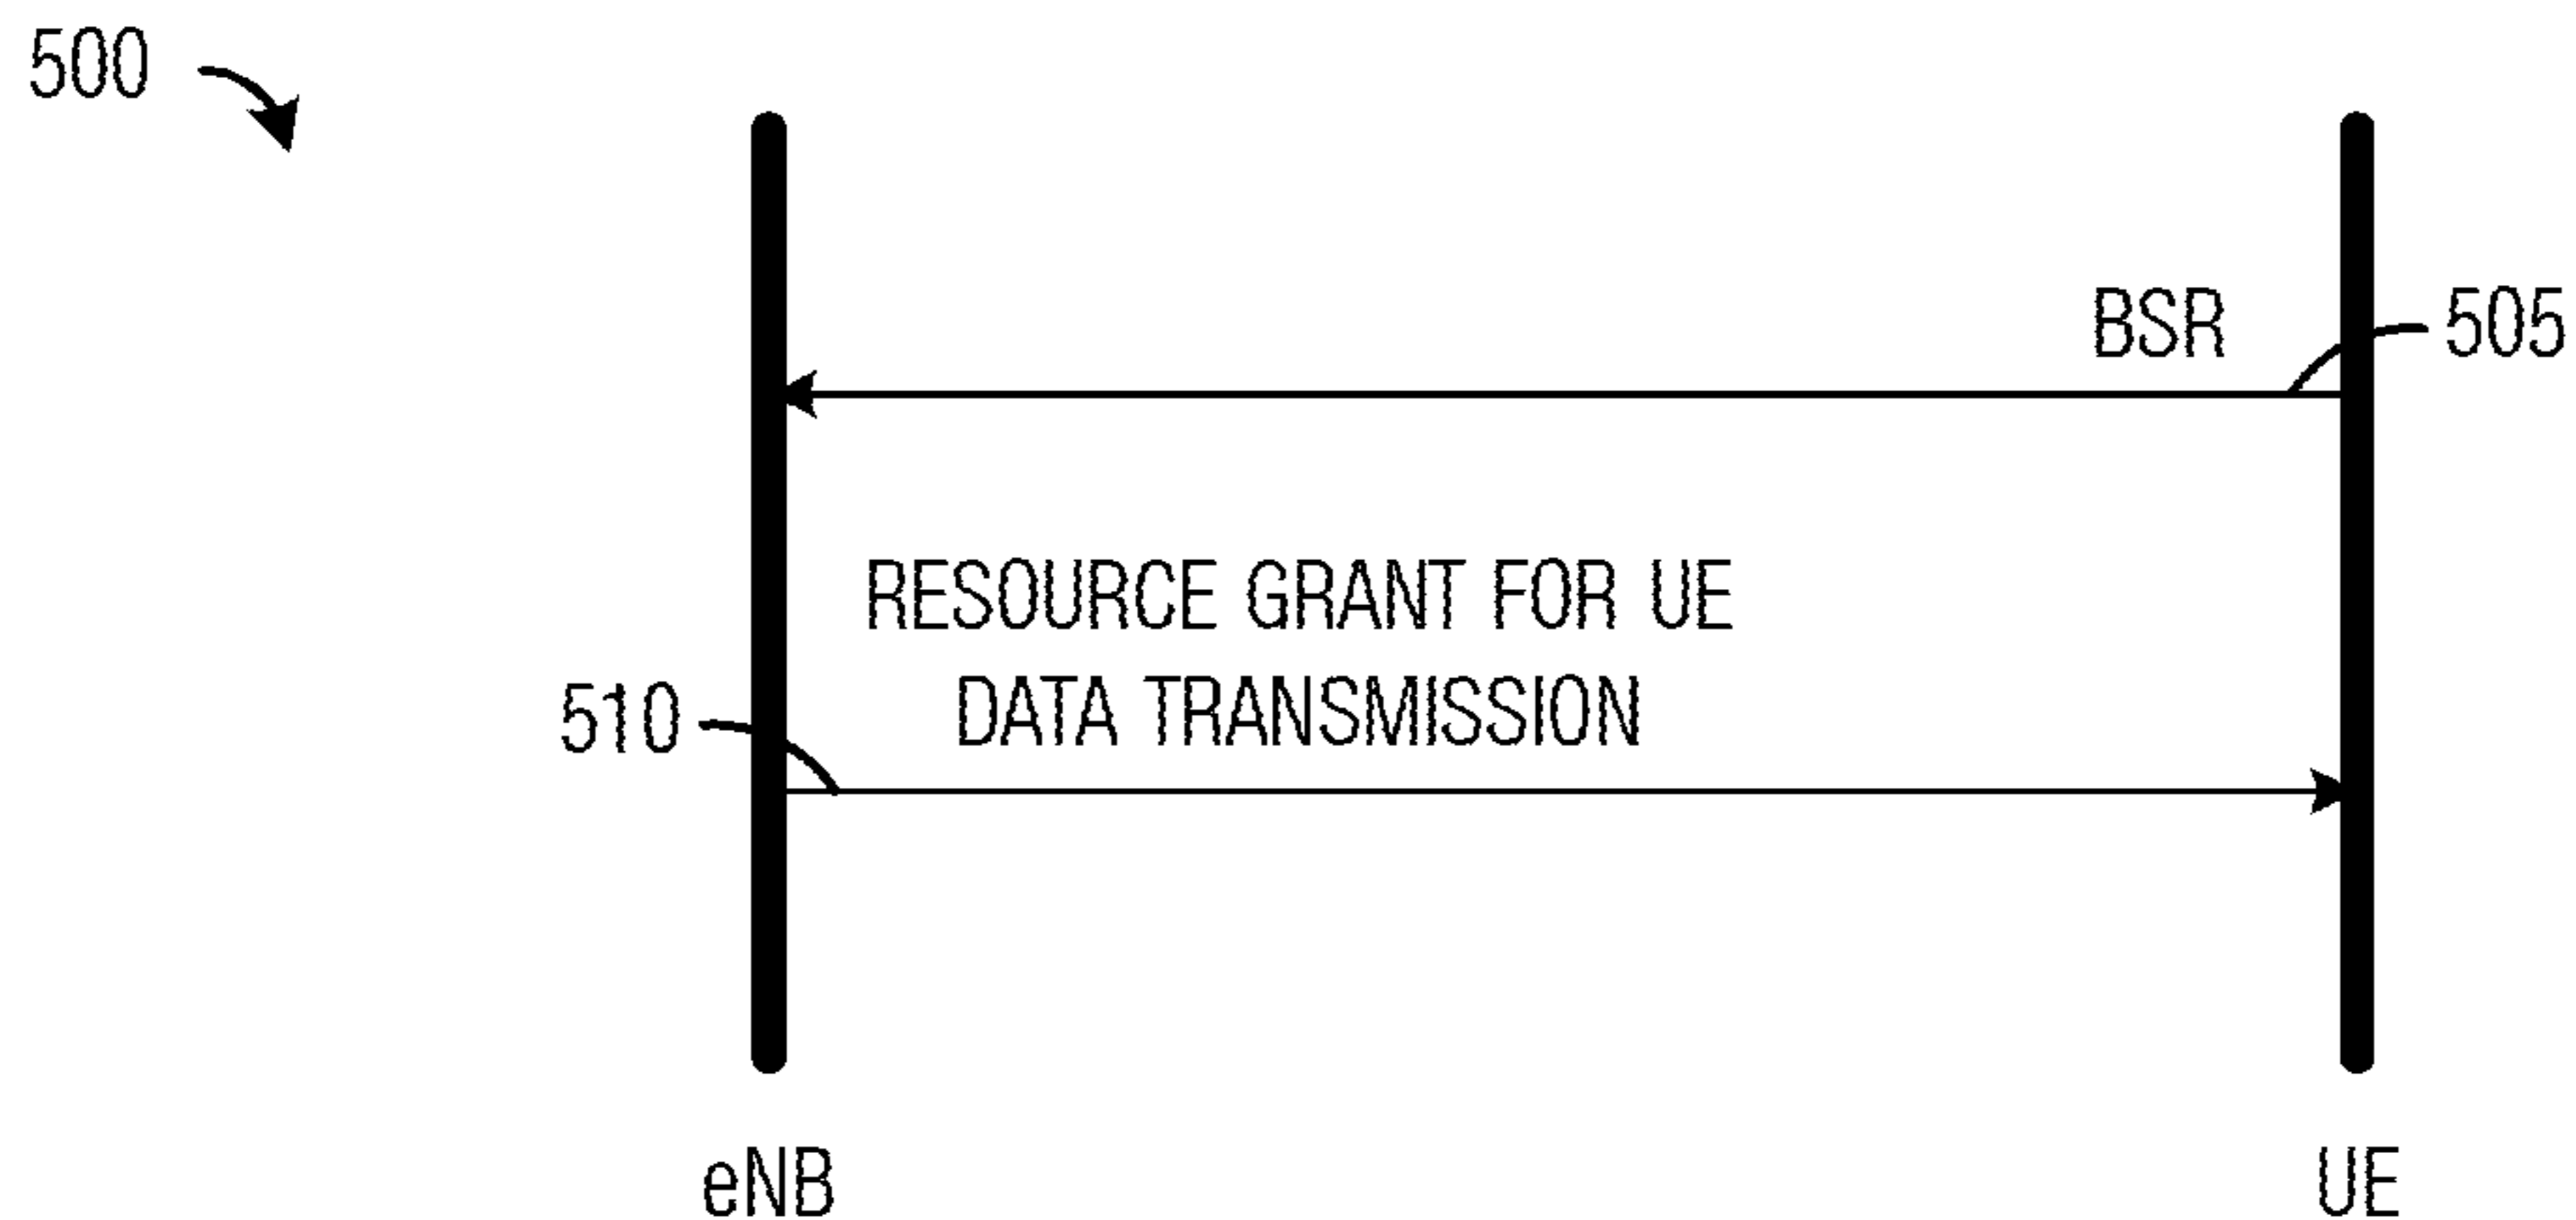 500
BSR
505
RESOURCE GRANT FOR UE
DATA TRANSMISSION
510
eNB
UE